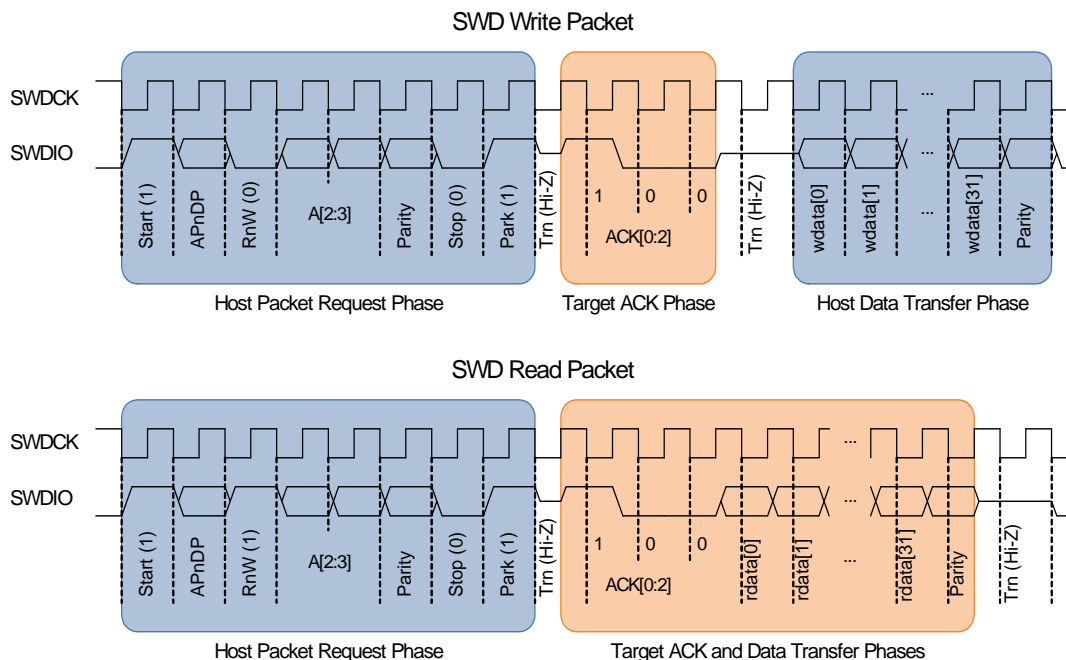 SWD Write Packet
SWDCK
...
SWDIO
...
Start (1)
APnDP
RnW (0)
A[2:3]
Parity
Stop (0)
Park (1)
Trn (Hi-Z)
1 0 0
ACK[0:2]
Trn (Hi-Z)
wdata[0]
wdata[1]
...
wdata[31]
Parity
Host Packet Request Phase
Target ACK Phase
Host Data Transfer Phase
SWD Read Packet
SWDCK
...
SWDIO
...
Start (1)
APnDP
RnW (1)
A[2:3]
Parity
Stop (0)
Park (1)
Trn (Hi-Z)
1 0 0
ACK[0:2]
rdata[0]
rdata[1]
...
rdata[31]
Parity
Trn (Hi-Z)
Host Packet Request Phase
Target ACK and Data Transfer Phases